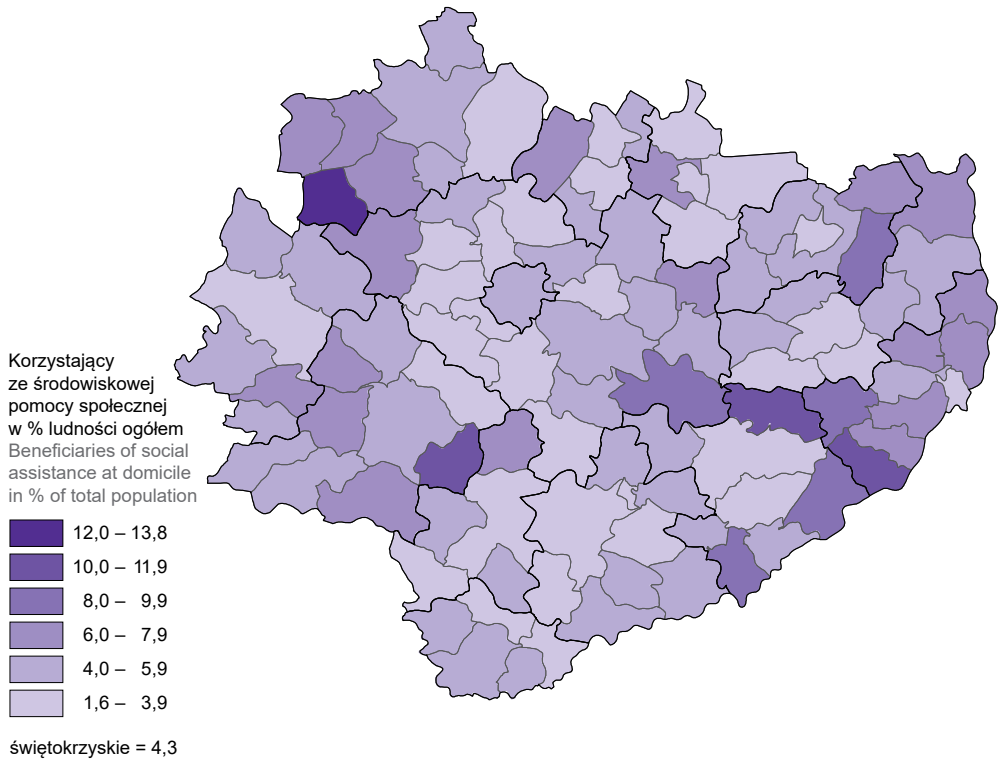 Korzystający
ze środowiskowej
pomocy społecznej
w % ludności ogółem
Beneficiaries of social
assistance at domicile
in % of total population
12,0 – 13,8
10,0 – 11,9
8,0 – 9,9
6,0 – 7,9
4,0 – 5,9
1,6 – 3,9
świętokrzyskie = 4,3